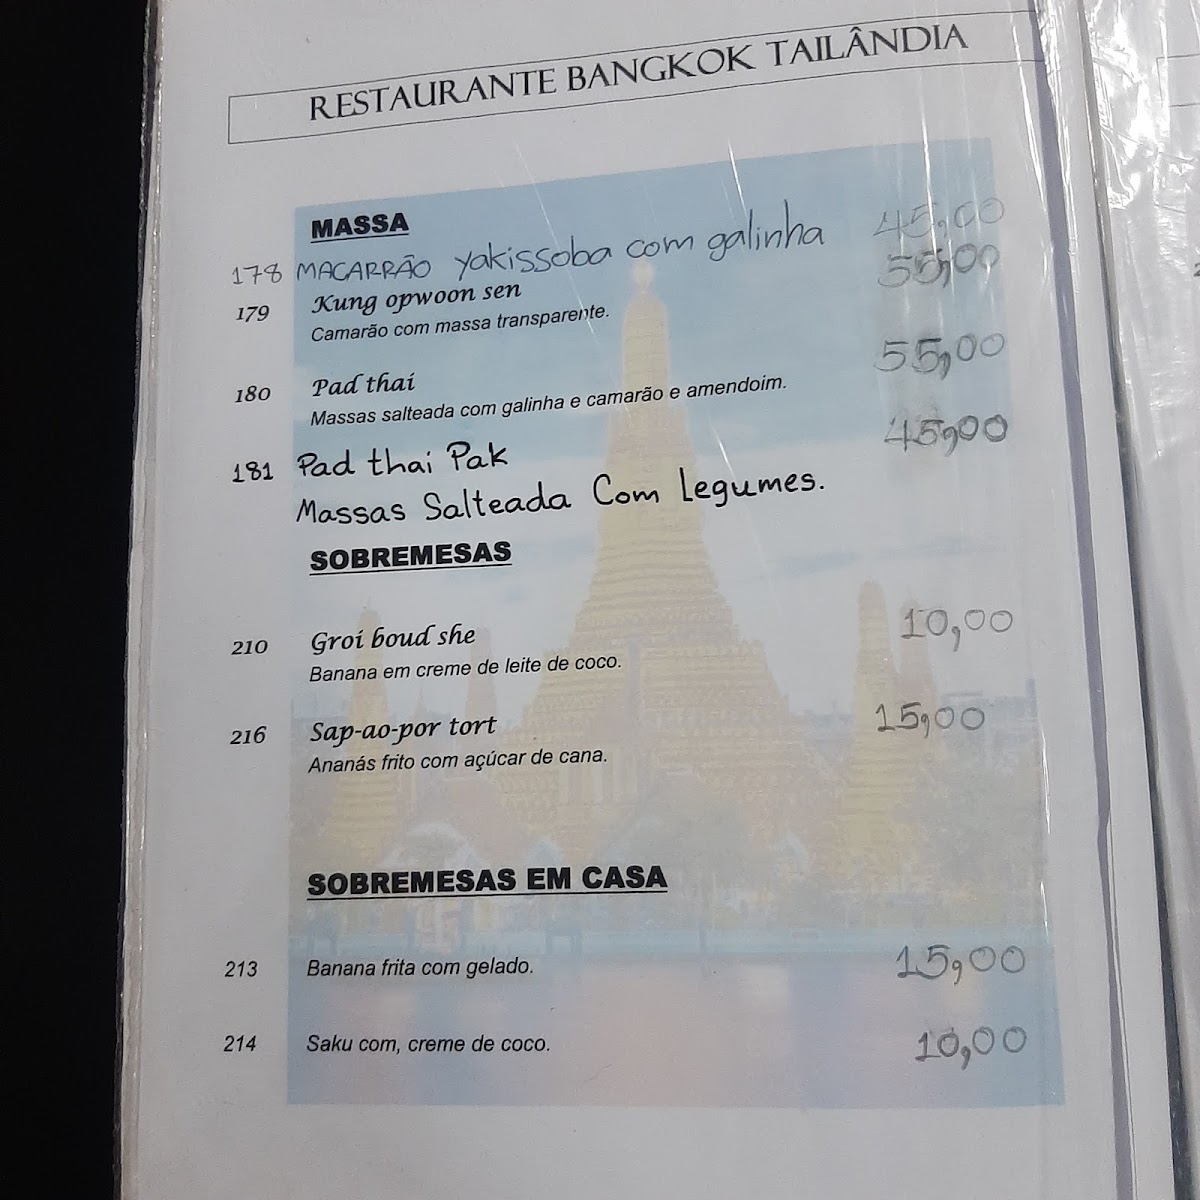 RESTAURANTE BANGKOK TAILÂNDIA
MASSA
178 MACARRÃO Yakissoba com galinha 45,00
179 Kung opwoon sen 55,00
Camarão com massa transparente.
180 Pad thai 55,00
Massas salteada com galinha e camarão e amendoim.
181 Pad thai Pak 45,00
Massas Salteada Com Legumes.
SOBREMESAS
210 Groi boud she 10,00
Banana em creme de leite de coco.
216 Sap-ao-por tort 15,00
Ananás frito com açúcar de cana.
SOBREMESAS EM CASA
213 Banana frita com gelado. 15,00
214 Saku com, creme de coco. 10,00